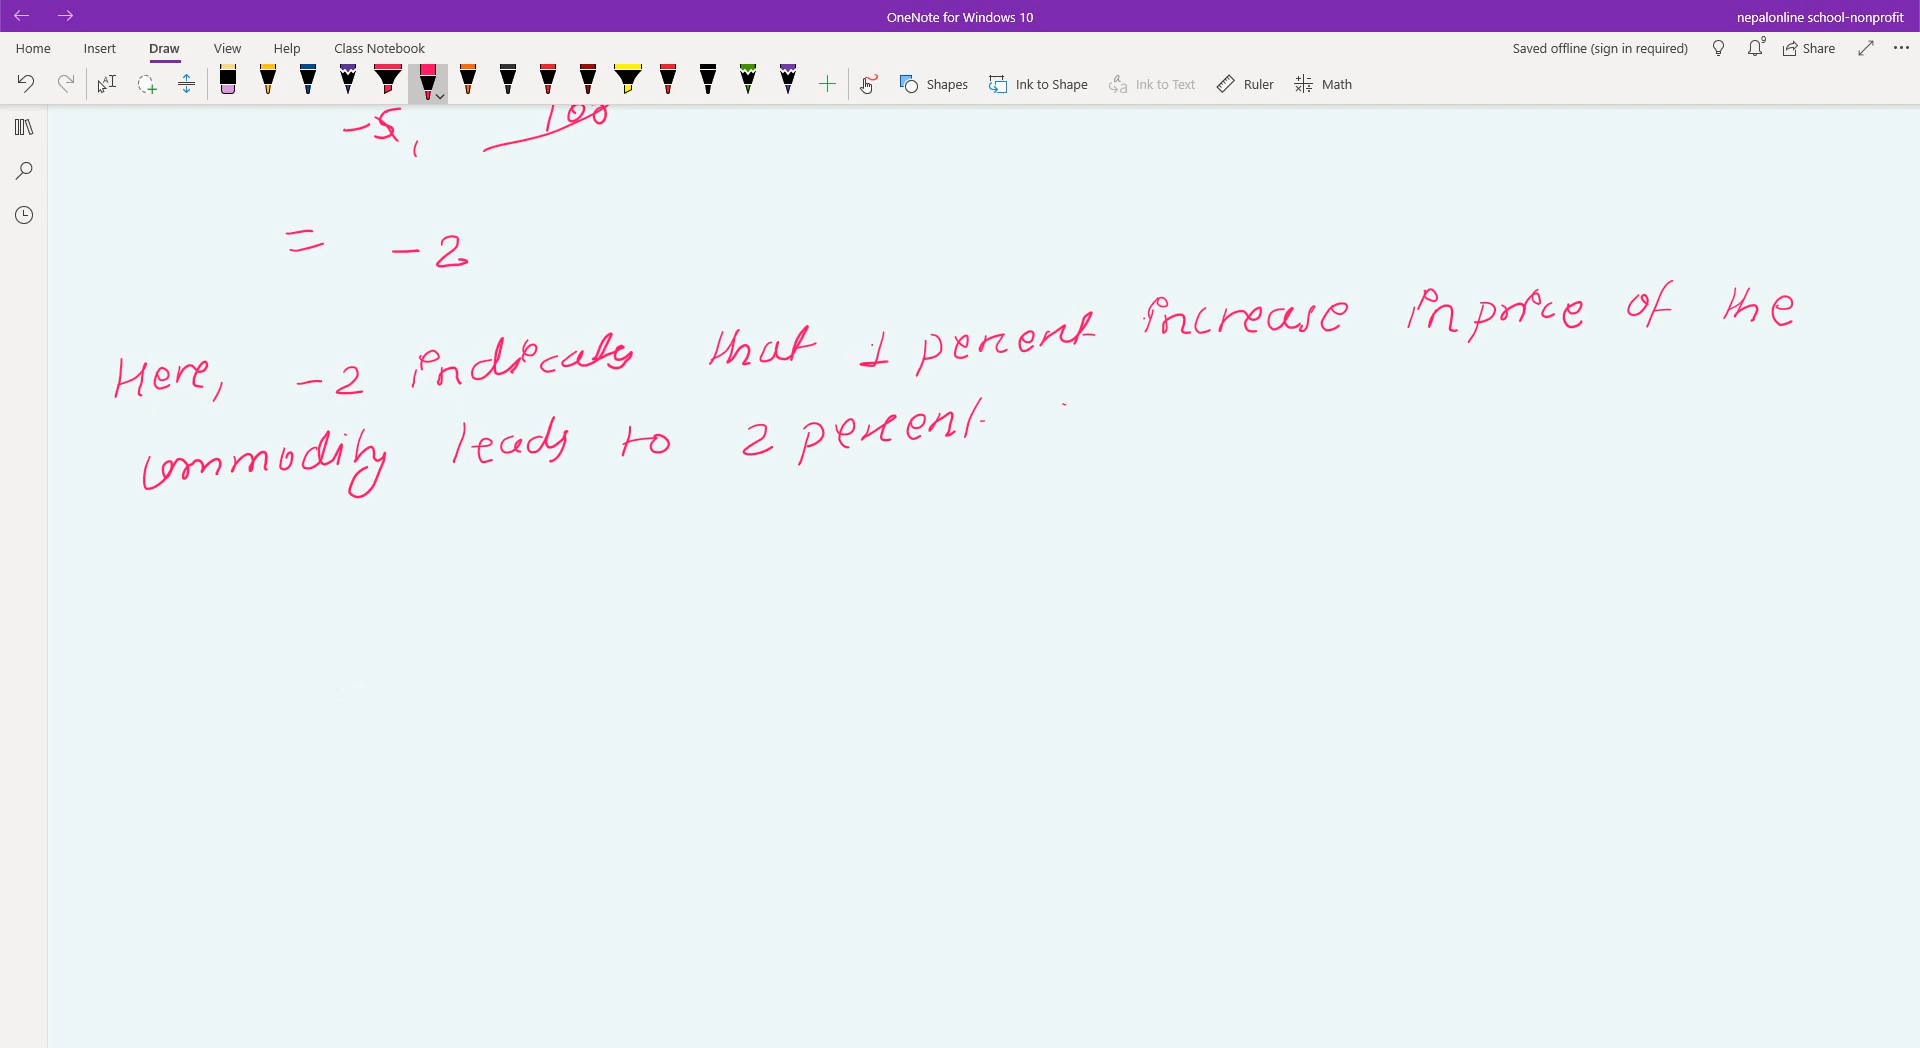 OneNote for Windows 10
nepalonline school-nonprofit
Home Insert Draw View Help Class Notebook
Saved offline (sign in required) 9 Share
Shapes Ink to Shape Ink to Text Ruler Math
-5, 100
= -2
Here, -2 indicates that 1 percent increase in price of the
commodity leads to 2 percent